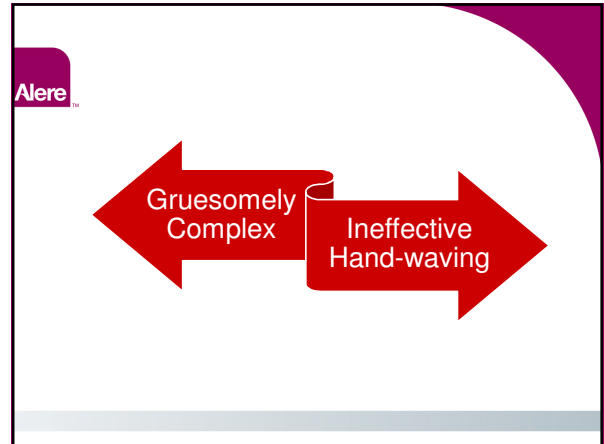 Alere
TM
Gruesomely
Complex
Ineffective
Hand-waving